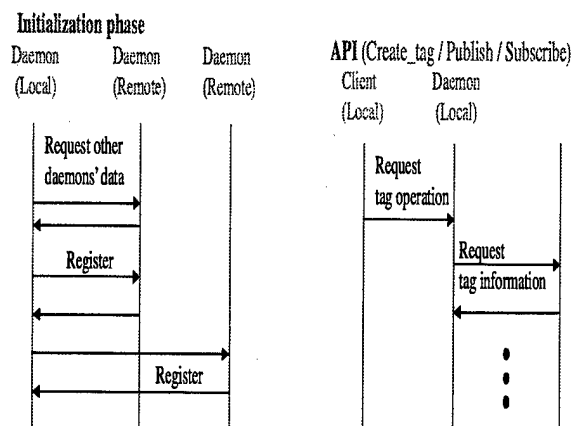 Initialization phase
Daemon Daemon Daemon
(Local) (Remote) (Remote)
Request other
daemons' data
Register
Register
API (Create_tag / Publish / Subscribe)
Client Daemon
(Local) (Local)
Request
tag operation
Request
tag information